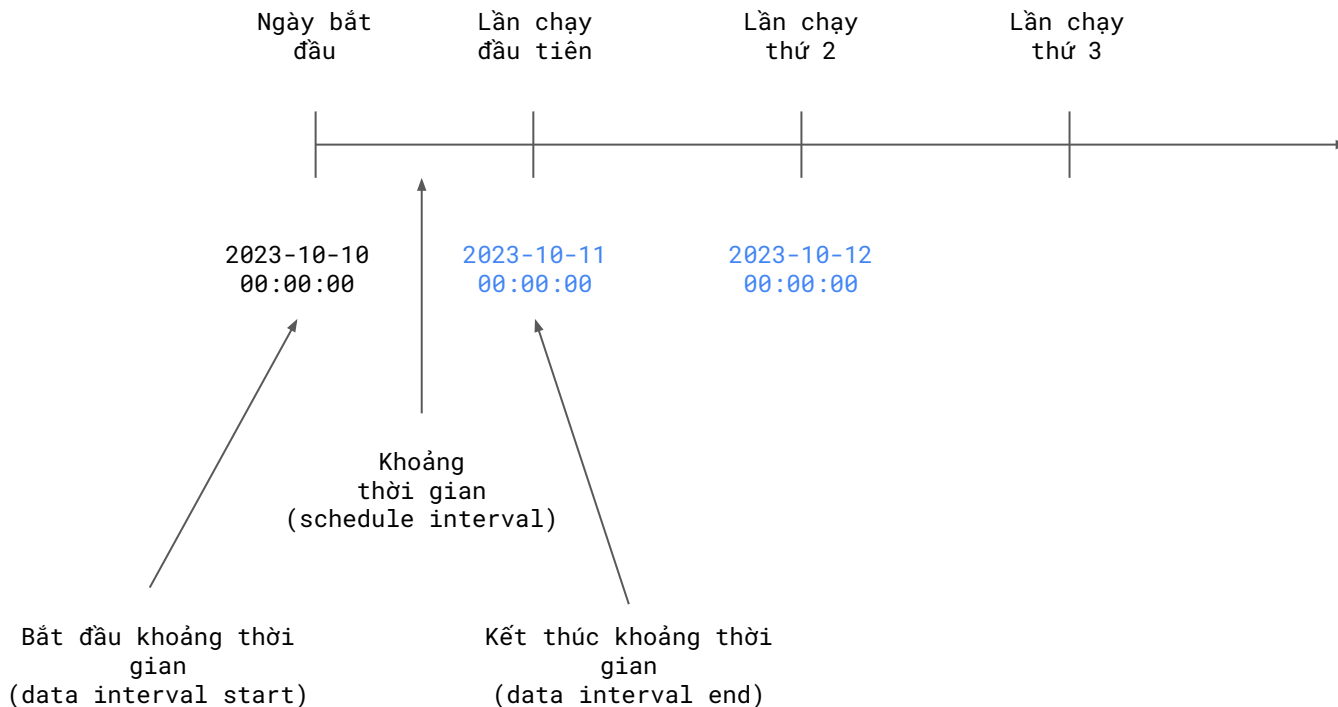 Ngày bắt
đầu
Lần chạy
đầu tiên
Lần chạy
thứ 2
Lần chạy
thứ 3
2023-10-10
00:00:00
2023-10-11
00:00:00
2023-10-12
00:00:00
Khoảng
thời gian
(schedule interval)
Bắt đầu khoảng thời
gian
(data interval start)
Kết thúc khoảng thời
gian
(data interval end)